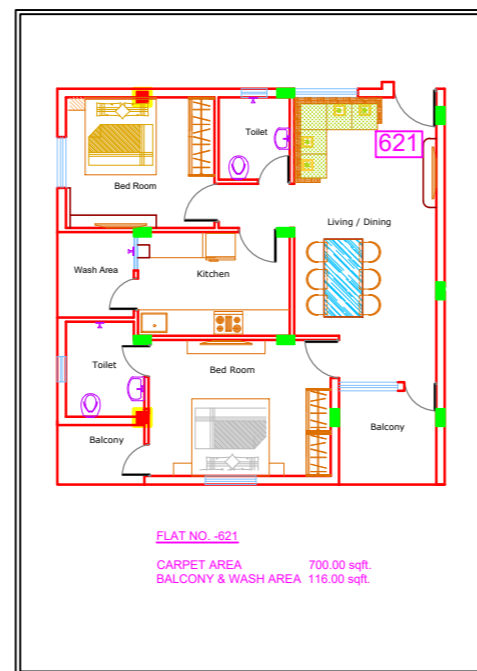 Toilet
621
Bed Room
Living / Dining
Wash Area
Kitchen
Toilet
Bed Room
Balcony
Balcony
FLAT NO. -621
CARPET AREA 700.00 sqft.
BALCONY & WASH AREA 116.00 sqft.